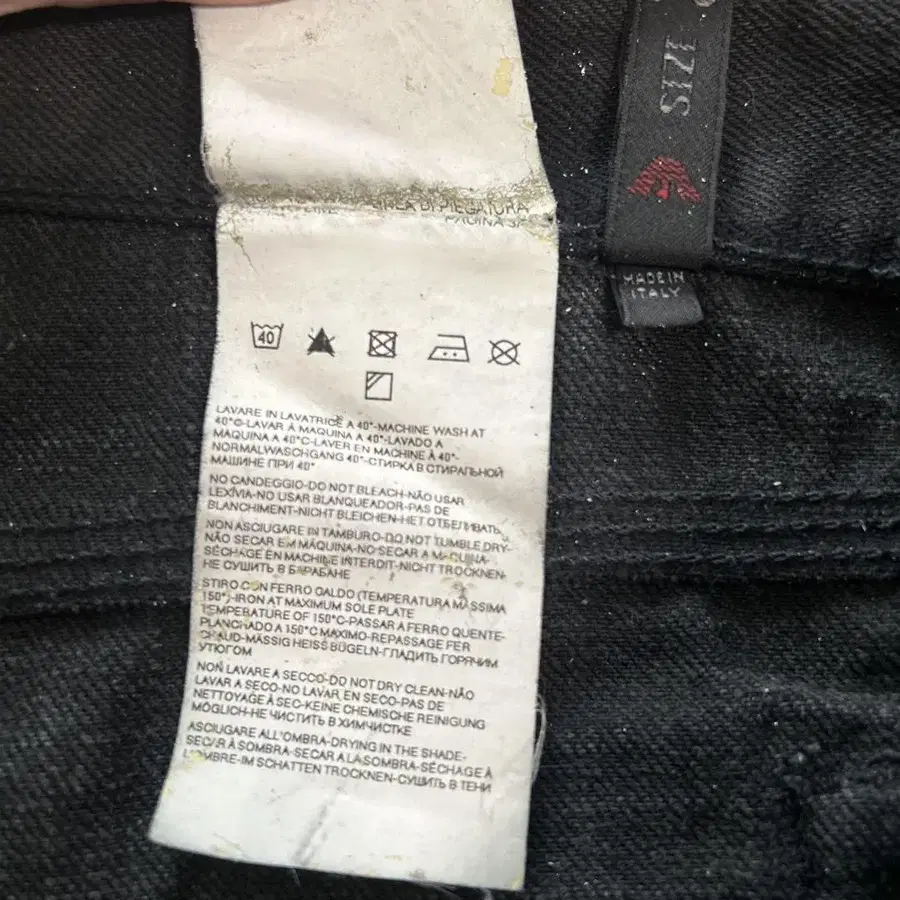 LINEA DI PIEGATURA
PAGINA
SIZE
MADE IN
ITALY
40
LAVARE IN LAVATRICE A 40°-MACHINE WASH AT
40°C-LAVAR À MAQUINA A 40°-LAVADO A
MAQUINA A 40°C-LAVER EN MACHINE À 40°-
NORMALWASCHGANG 40°-СТИРКА В СТИРАЛЬНОЙ
МАШИНЕ ПРИ 40°
NO CANDEGGIO-DO NOT BLEACH-NÃO USAR
LEXÍVIA-NO USAR BLANQUEADOR-PAS DE
BLANCHIMENT-NICHT BLEICHEN-НЕТ ОТБЕЛИВАТЬ
NON ASCIUGARE IN TAMBURO-DO NOT TUMBLE DRY-
NÃO SECAR EM MÁQUINA-NO SECAR A MAQUINA-
SÉCHAGE EN MACHINE INTERDIT-NICHT TROCKNEN-
НЕ СУШИТЬ В БАРАБАНЕ
STIRO CON FERRO CALDO (TEMPERATURA MASSIMA
150°)-IRON AT MAXIMUM SOLE PLATE
TEMPERATURE OF 150°C-PASSAR A FERRO QUENTE-
PLANCHADO A 150°C MAXIMO-REPASSAGE FER
CHAUD-MÄSSIG HEISS BÜGELN-ГЛАДИТЬ ГОРЯЧИМ
УТЮГОМ
NON LAVARE A SECCO-DO NOT DRY CLEAN-NÃO
LAVAR A SECO-NO LAVAR EN SECO-PAS DE
NETTOYAGE À SEC-KEINE CHEMISCHE REINIGUNG
MÖGLICH-НЕ ЧИСТИТЬ В ХИМЧИСТКЕ
ASCIUGARE ALL'OMBRA-DRYING IN THE SHADE-
SECAR À SOMBRA-SECAR A LA SOMBRA-SÉCHAGE À
L'OMBRE-IM SCHATTEN TROCKNEN-СУШИТЬ В ТЕНИ